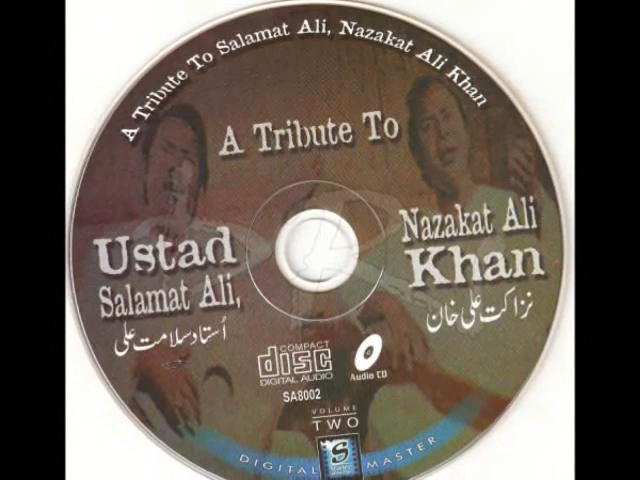 A Tribute To Salamat Ali, Nazakat Ali Khan
A Tribute To
Ustad
Salamat Ali,
اُستاد سلامت علی
Nazakat Ali
Khan
نزاکت علی خان
COMPACT
disc
DIGITAL AUDIO
Audio CD
SA8002
VOLUME
TWO
S
DIGITAL MASTER